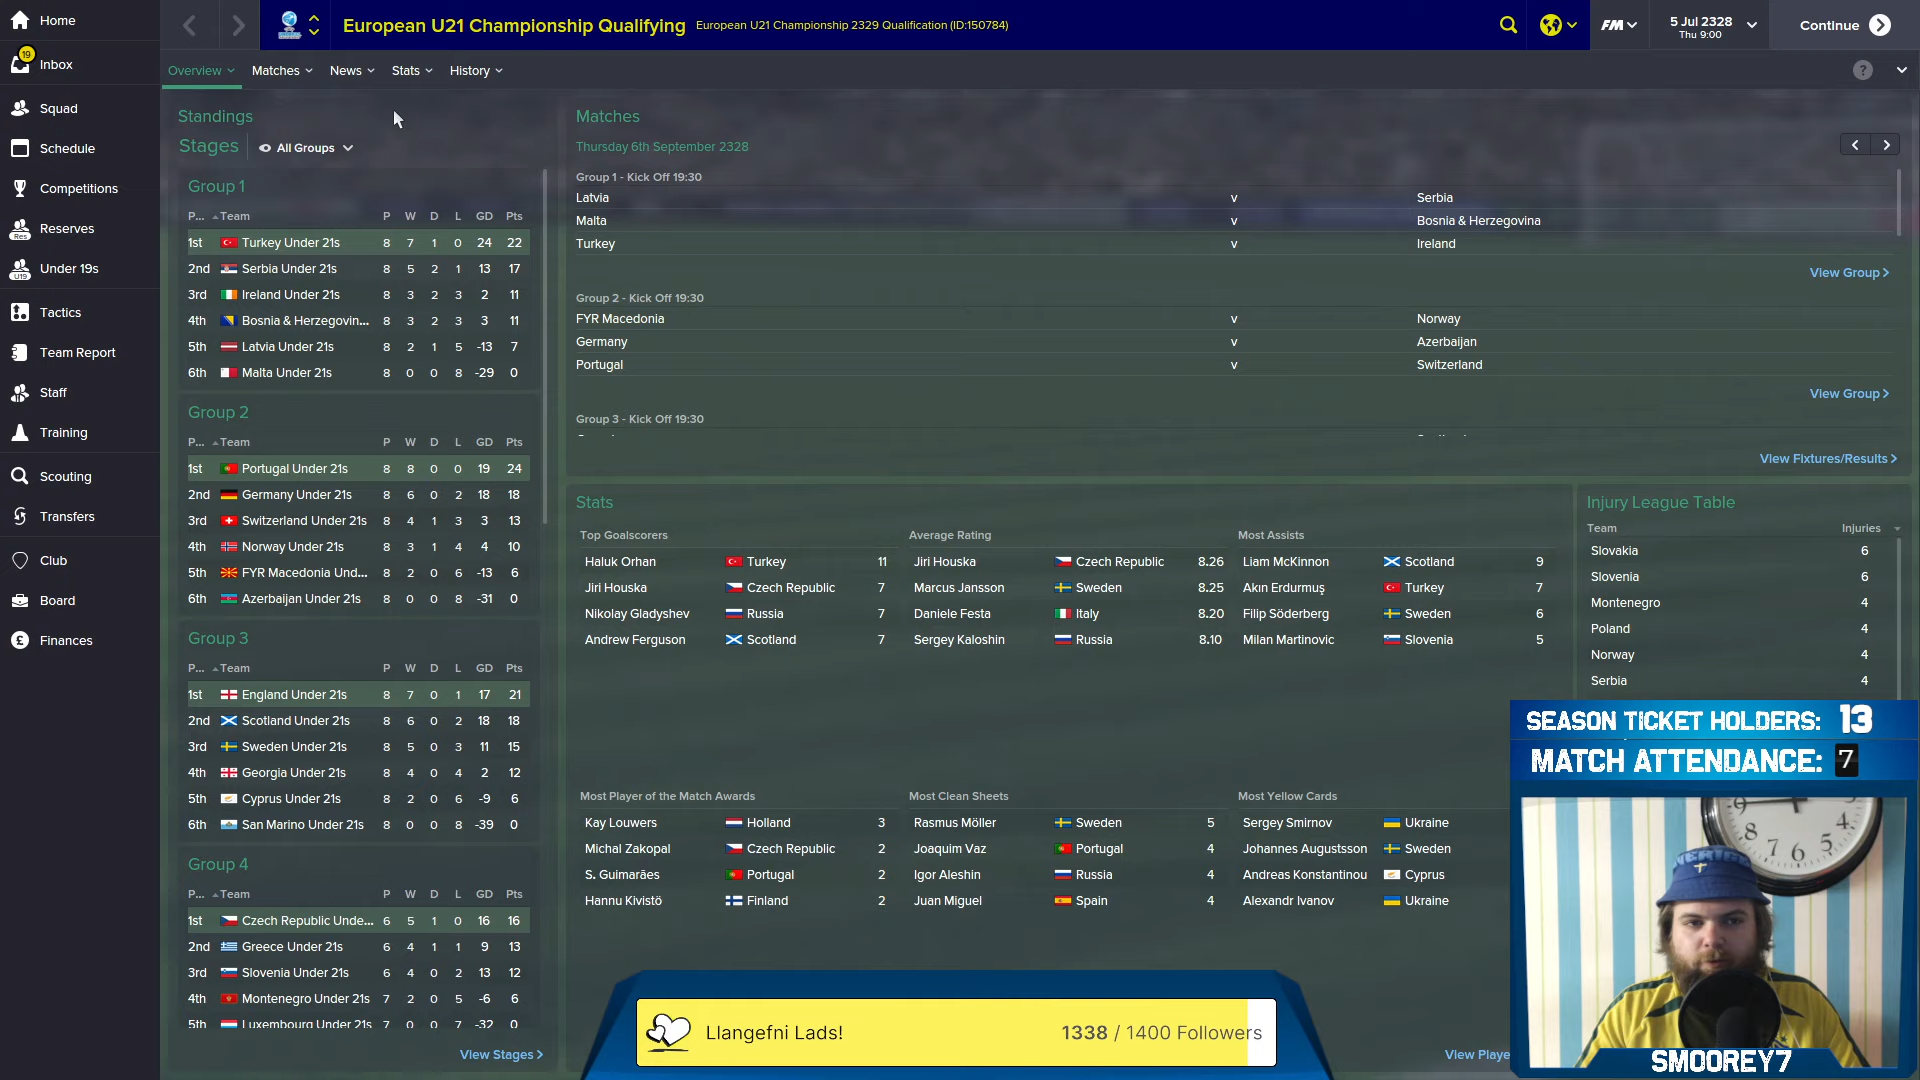 Home
European U21 Championship Qualifying
European U21 Championship 2329 Qualification (ID:150784)
FM
5 Jul 2328
Thu 9:00
Continue
19
Inbox
Squad
Schedule
Competitions
Res
Reserves
U19
Under 19s
Tactics
Team Report
Staff
Training
Scouting
Transfers
Club
Board
£ Finances
Overview Matches News Stats History
?
Standings
Stages All Groups
Group 1
P... Team P W D L GD Pts
1st Turkey Under 21s 8 7 1 0 24 22
2nd Serbia Under 21s 8 5 2 1 13 17
3rd Ireland Under 21s 8 3 2 3 2 11
4th Bosnia & Herzegovin... 8 3 2 3 3 11
5th Latvia Under 21s 8 2 1 5 -13 7
6th Malta Under 21s 8 0 0 8 -29 0
Group 2
P... Team P W D L GD Pts
1st Portugal Under 21s 8 8 0 0 19 24
2nd Germany Under 21s 8 6 0 2 18 18
3rd Switzerland Under 21s 8 4 1 3 3 13
4th Norway Under 21s 8 3 1 4 4 10
5th FYR Macedonia Und... 8 2 0 6 -13 6
6th Azerbaijan Under 21s 8 0 0 8 -31 0
Group 3
P... Team P W D L GD Pts
1st England Under 21s 8 7 0 1 17 21
2nd Scotland Under 21s 8 6 0 2 18 18
3rd Sweden Under 21s 8 5 0 3 11 15
4th Georgia Under 21s 8 4 0 4 2 12
5th Cyprus Under 21s 8 2 0 6 -9 6
6th San Marino Under 21s 8 0 0 8 -39 0
Group 4
P... Team P W D L GD Pts
1st Czech Republic Unde... 6 5 1 0 16 16
2nd Greece Under 21s 6 4 1 1 9 13
3rd Slovenia Under 21s 6 4 0 2 13 12
4th Montenegro Under 21s 7 2 0 5 -6 6
5th Luxembourg Under 21s 7 0 0 7 -32 0
View Stages >
Matches
Thursday 6th September 2328
Group 1 - Kick Off 19:30
Latvia v Serbia
Malta v Bosnia & Herzegovina
Turkey v Ireland
View Group >
Group 2 - Kick Off 19:30
FYR Macedonia v Norway
Germany v Azerbaijan
Portugal v Switzerland
View Group >
Group 3 - Kick Off 19:30
View Fixtures/Results >
Stats
Top Goalscorers
Haluk Orhan Turkey 11
Jiri Houska Czech Republic 7
Nikolay Gladyshev Russia 7
Andrew Ferguson Scotland 7
Average Rating
Jiri Houska Czech Republic 8.26
Marcus Jansson Sweden 8.25
Daniele Festa Italy 8.20
Sergey Kaloshin Russia 8.10
Most Assists
Liam McKinnon Scotland 9
Akın Erdurmuş Turkey 7
Filip Söderberg Sweden 6
Milan Martinovic Slovenia 5
Most Player of the Match Awards
Kay Louwers Holland 3
Michal Zakopal Czech Republic 2
S. Guimarães Portugal 2
Hannu Kivistö Finland 2
Most Clean Sheets
Rasmus Möller Sweden 5
Joaquim Vaz Portugal 4
Igor Aleshin Russia 4
Juan Miguel Spain 4
Most Yellow Cards
Sergey Smirnov Ukraine
Johannes Augustsson Sweden
Andreas Konstantinou Cyprus
Alexandr Ivanov Ukraine
View Playe
Injury League Table
Team Injuries
Slovakia 6
Slovenia 6
Montenegro 4
Poland 4
Norway 4
Serbia 4
SEASON TICKET HOLDERS: 13
MATCH ATTENDANCE: 7
9 8 7 6 5 4
SMOOREY7
Llangefni Lads! 1338 / 1400 Followers